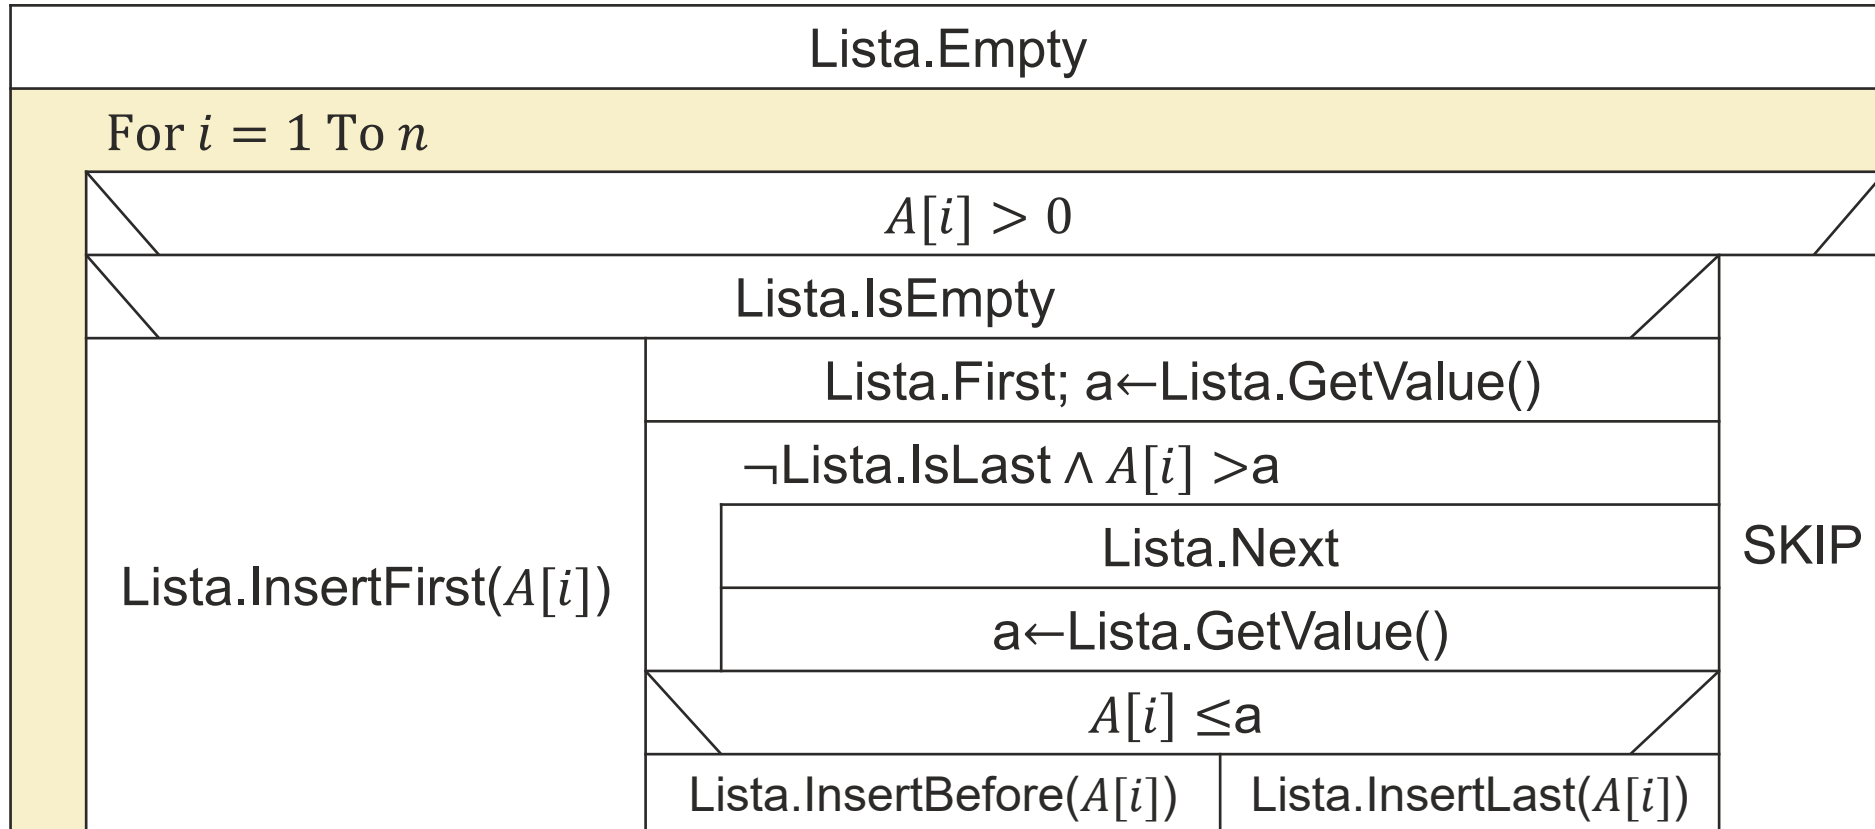 Lista.Empty
For i = 1 To n
A[i] > 0
Lista.IsEmpty
Lista.First; a←Lista.GetValue()
¬Lista.IsLast ∧ A[i] >a
Lista.Next
SKIP
Lista.InsertFirst(A[i])
a←Lista.GetValue()
A[i] ≤a
Lista.InsertBefore(A[i])
Lista.InsertLast(A[i])